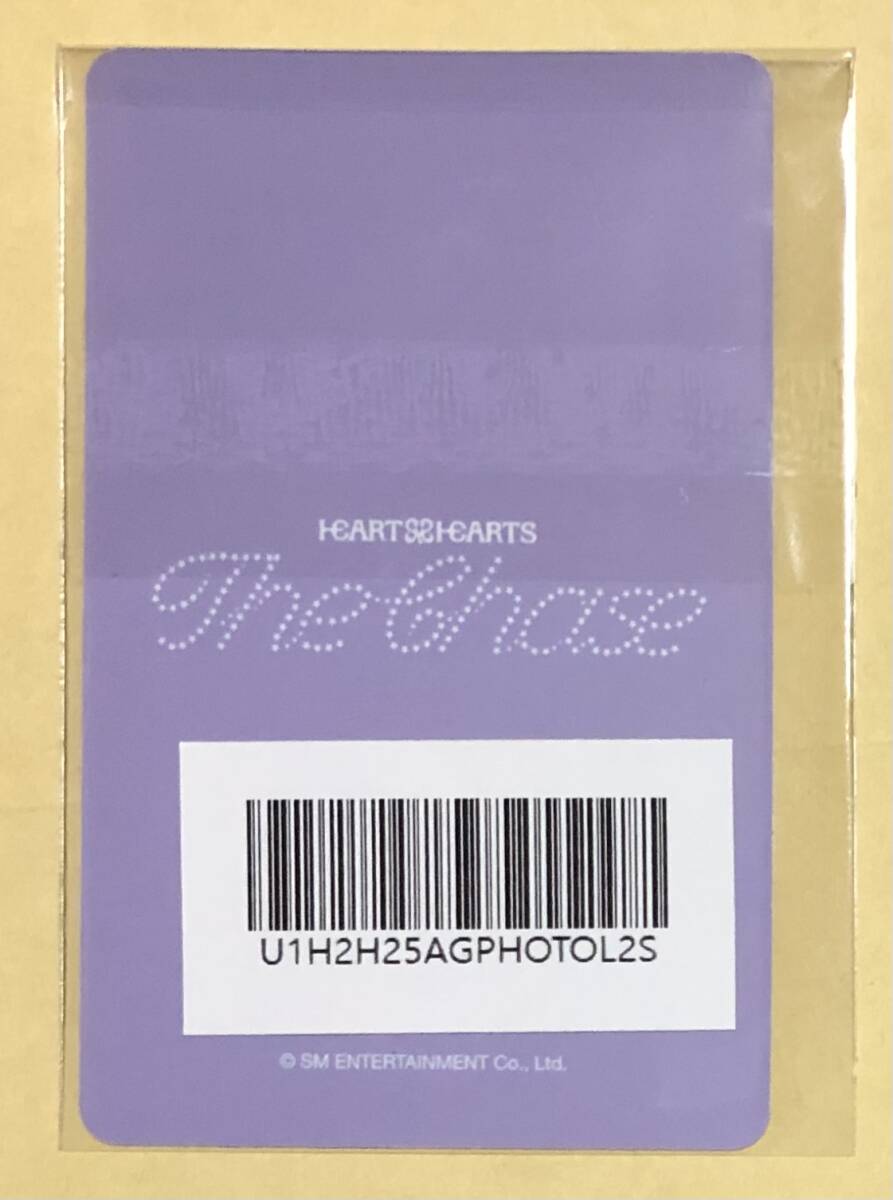 HEARTS2HEARTS
The Chase
U1H2H25AGPHOTOL2S
© SM ENTERTAINMENT Co., Ltd.